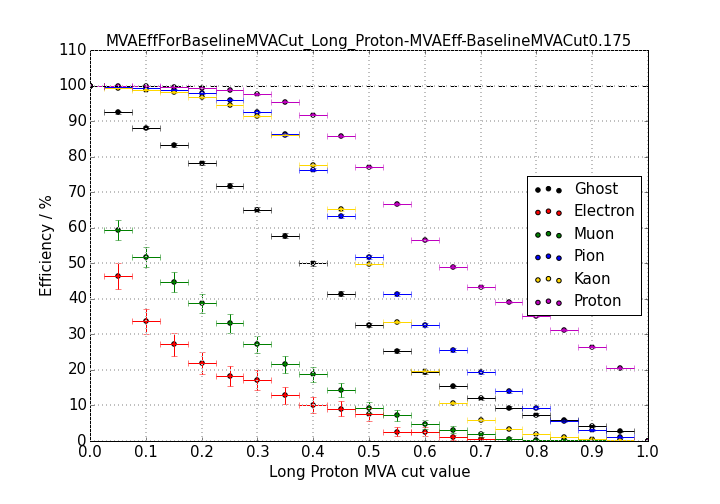 MVAEffForBaselineMVACut_Long_Proton-MVAEff-BaselineMVACut0.175
110
100
90
80
70
60
50
40
30
20
10
0
Efficiency / %
Ghost
Electron
Muon
Pion
Kaon
Proton
0.0 0.1 0.2 0.3 0.4 0.5 0.6 0.7 0.8 0.9 1.0
Long Proton MVA cut value